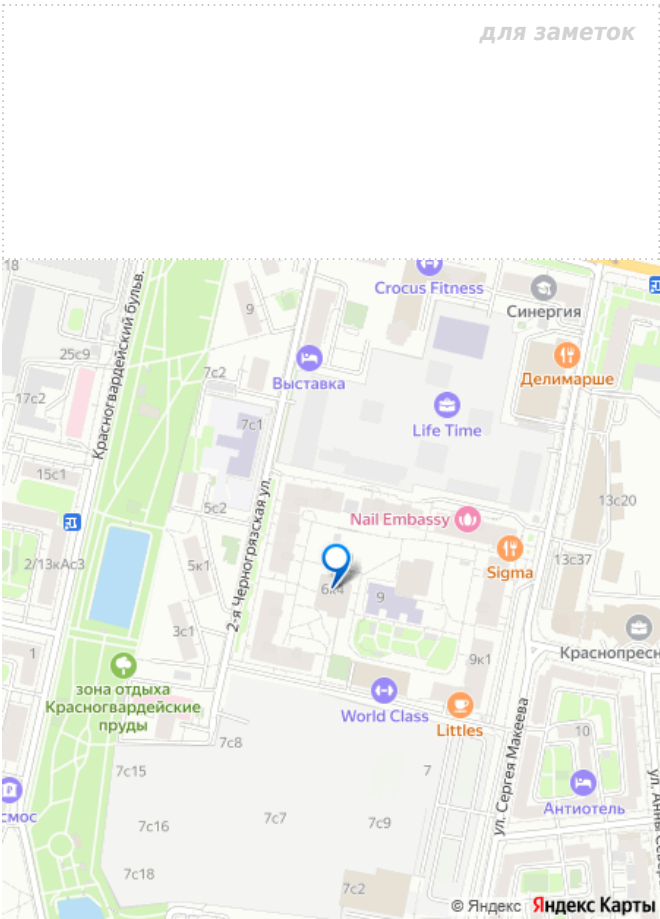 для заметок
18
Красногвардейский бульв.
Crocus Fitness
Синергия
9
25с9
7с2
Выставка
Делимарше
17с2
7с1
Life Time
15с1
5с2
13с20
Nail Embassy
2-я Черногрязская ул.
2/13кАс3
5к1
Sigma
13с37
6к4
9
3с1
1
Краснопресн
9к1
зона отдыха
Красногвардейские
пруды
World Class
Littles
7с8
10
7с15
7
ул. Сергея Макеева
Антиотель
смос
7с16
7с7
7с9
7с18
7с2
© Яндекс Яндекс Карты